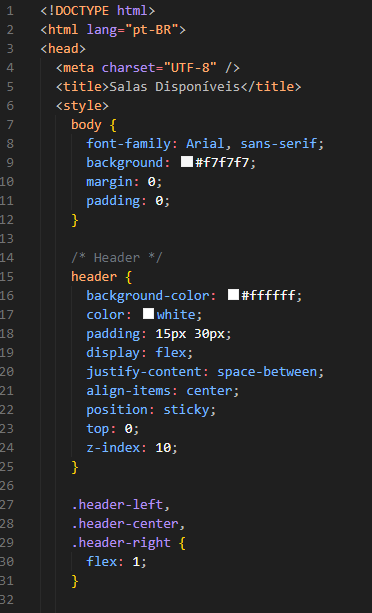 1 <!DOCTYPE html>
2 <html lang="pt-BR">
3 <head>
4 <meta charset="UTF-8" />
5 <title>Salas Disponíveis</title>
6 <style>
7 body {
8 font-family: Arial, sans-serif;
9 background: #f7f7f7;
10 margin: 0;
11 padding: 0;
12 }
13
14 /* Header */
15 header {
16 background-color: #ffffff;
17 color: white;
18 padding: 15px 30px;
19 display: flex;
20 justify-content: space-between;
21 align-items: center;
22 position: sticky;
23 top: 0;
24 z-index: 10;
25 }
26
27 .header-left,
28 .header-center,
29 .header-right {
30 flex: 1;
31 }
32